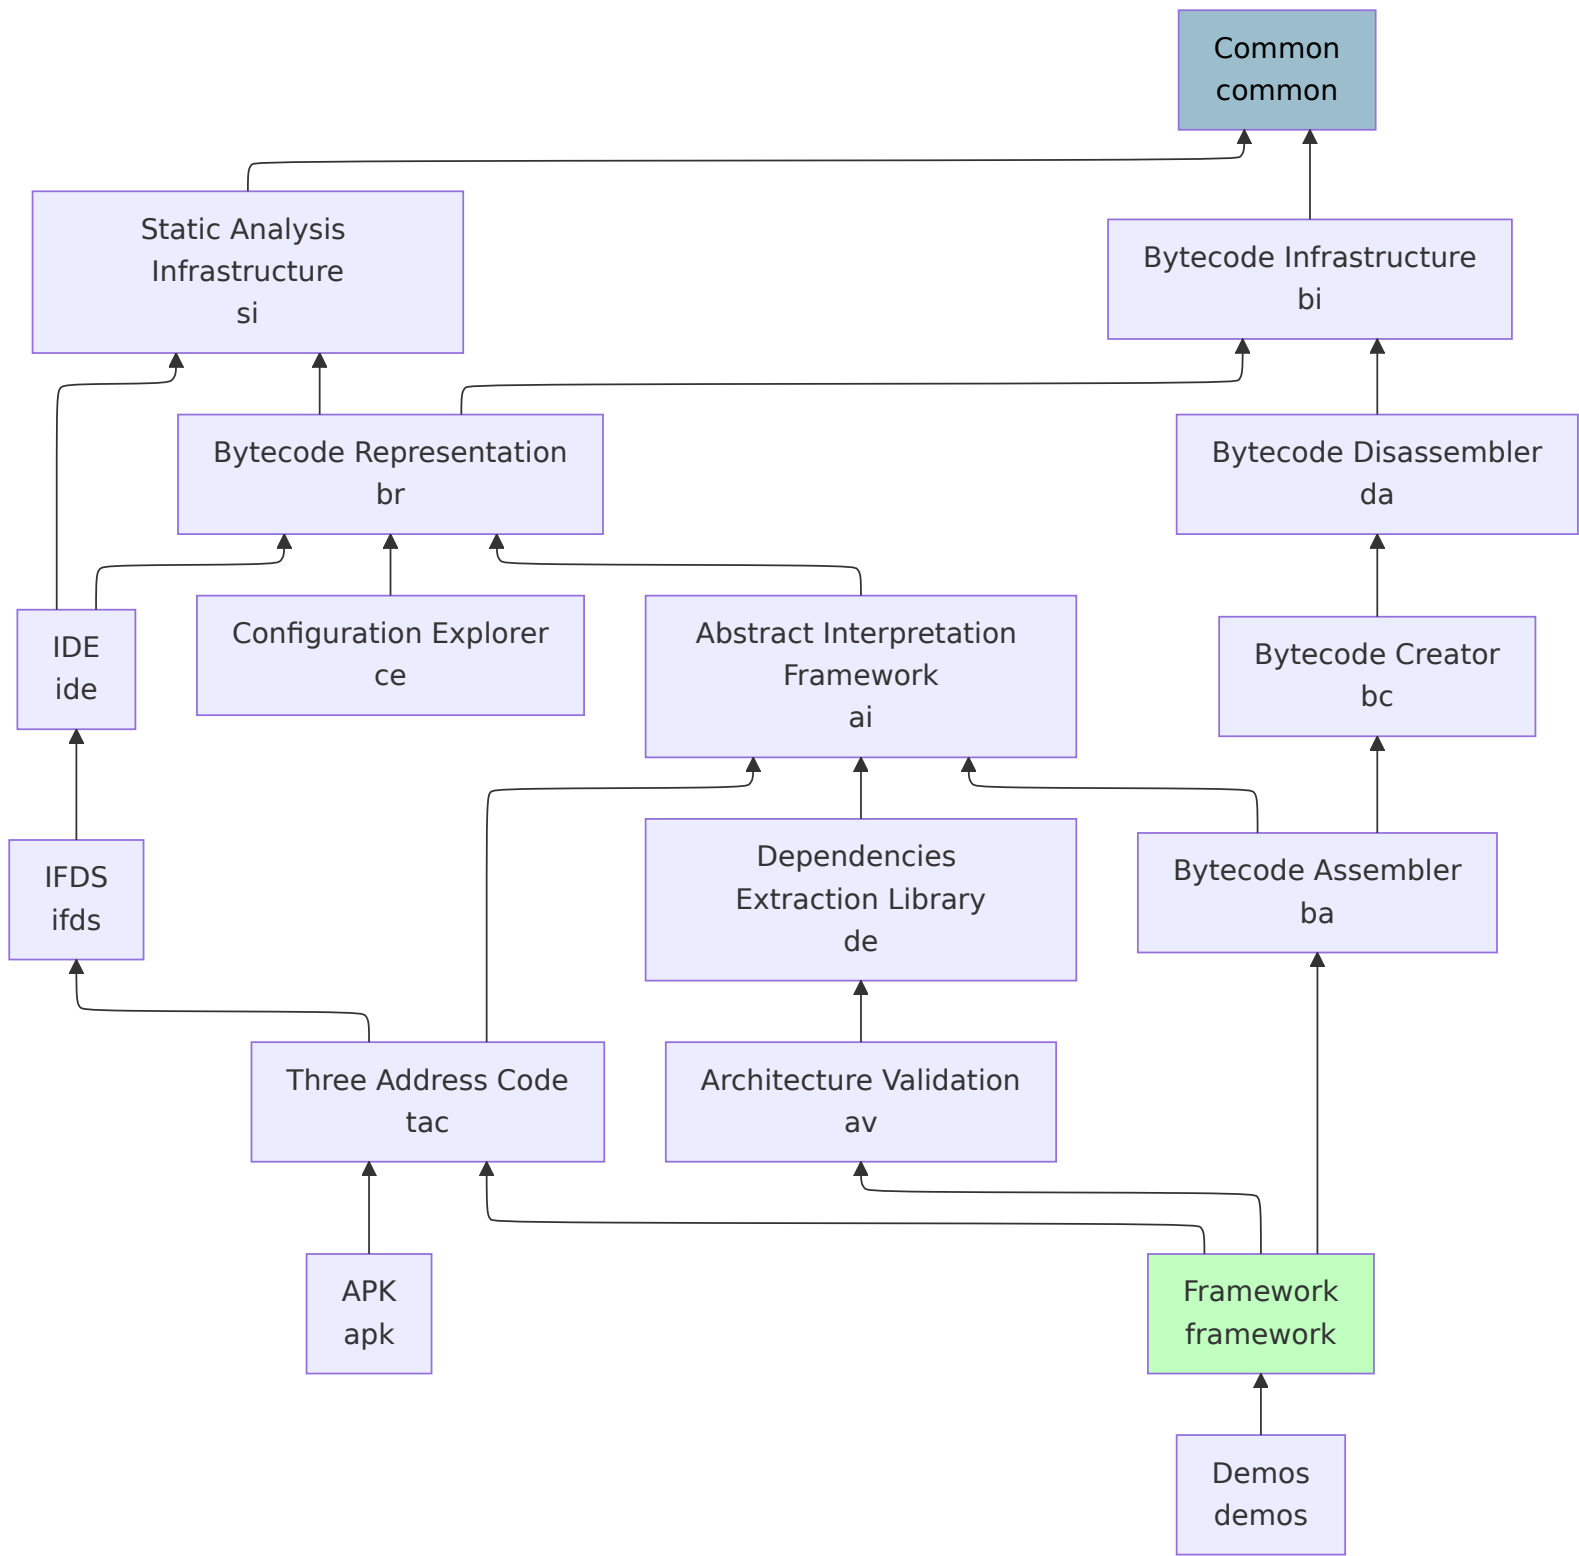 Common
common
Static Analysis
Infrastructure
si
Bytecode Infrastructure
bi
Bytecode Representation
br
Bytecode Disassembler
da
IDE
ide
Configuration Explorer
ce
Abstract Interpretation
Framework
ai
Bytecode Creator
bc
IFDS
ifds
Dependencies
Extraction Library
de
Bytecode Assembler
ba
Three Address Code
tac
Architecture Validation
av
APK
apk
Framework
framework
Demos
demos